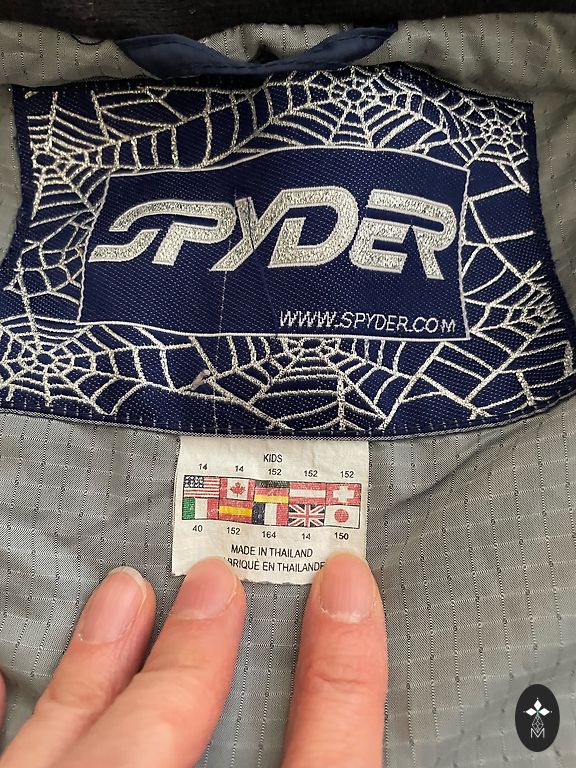 SPYDER
WWW.SPYDER.COM
KIDS
14 14 152 152 152
40 152 164 14 150
MADE IN THAILAND
BRIQUÉ EN THAILANDE